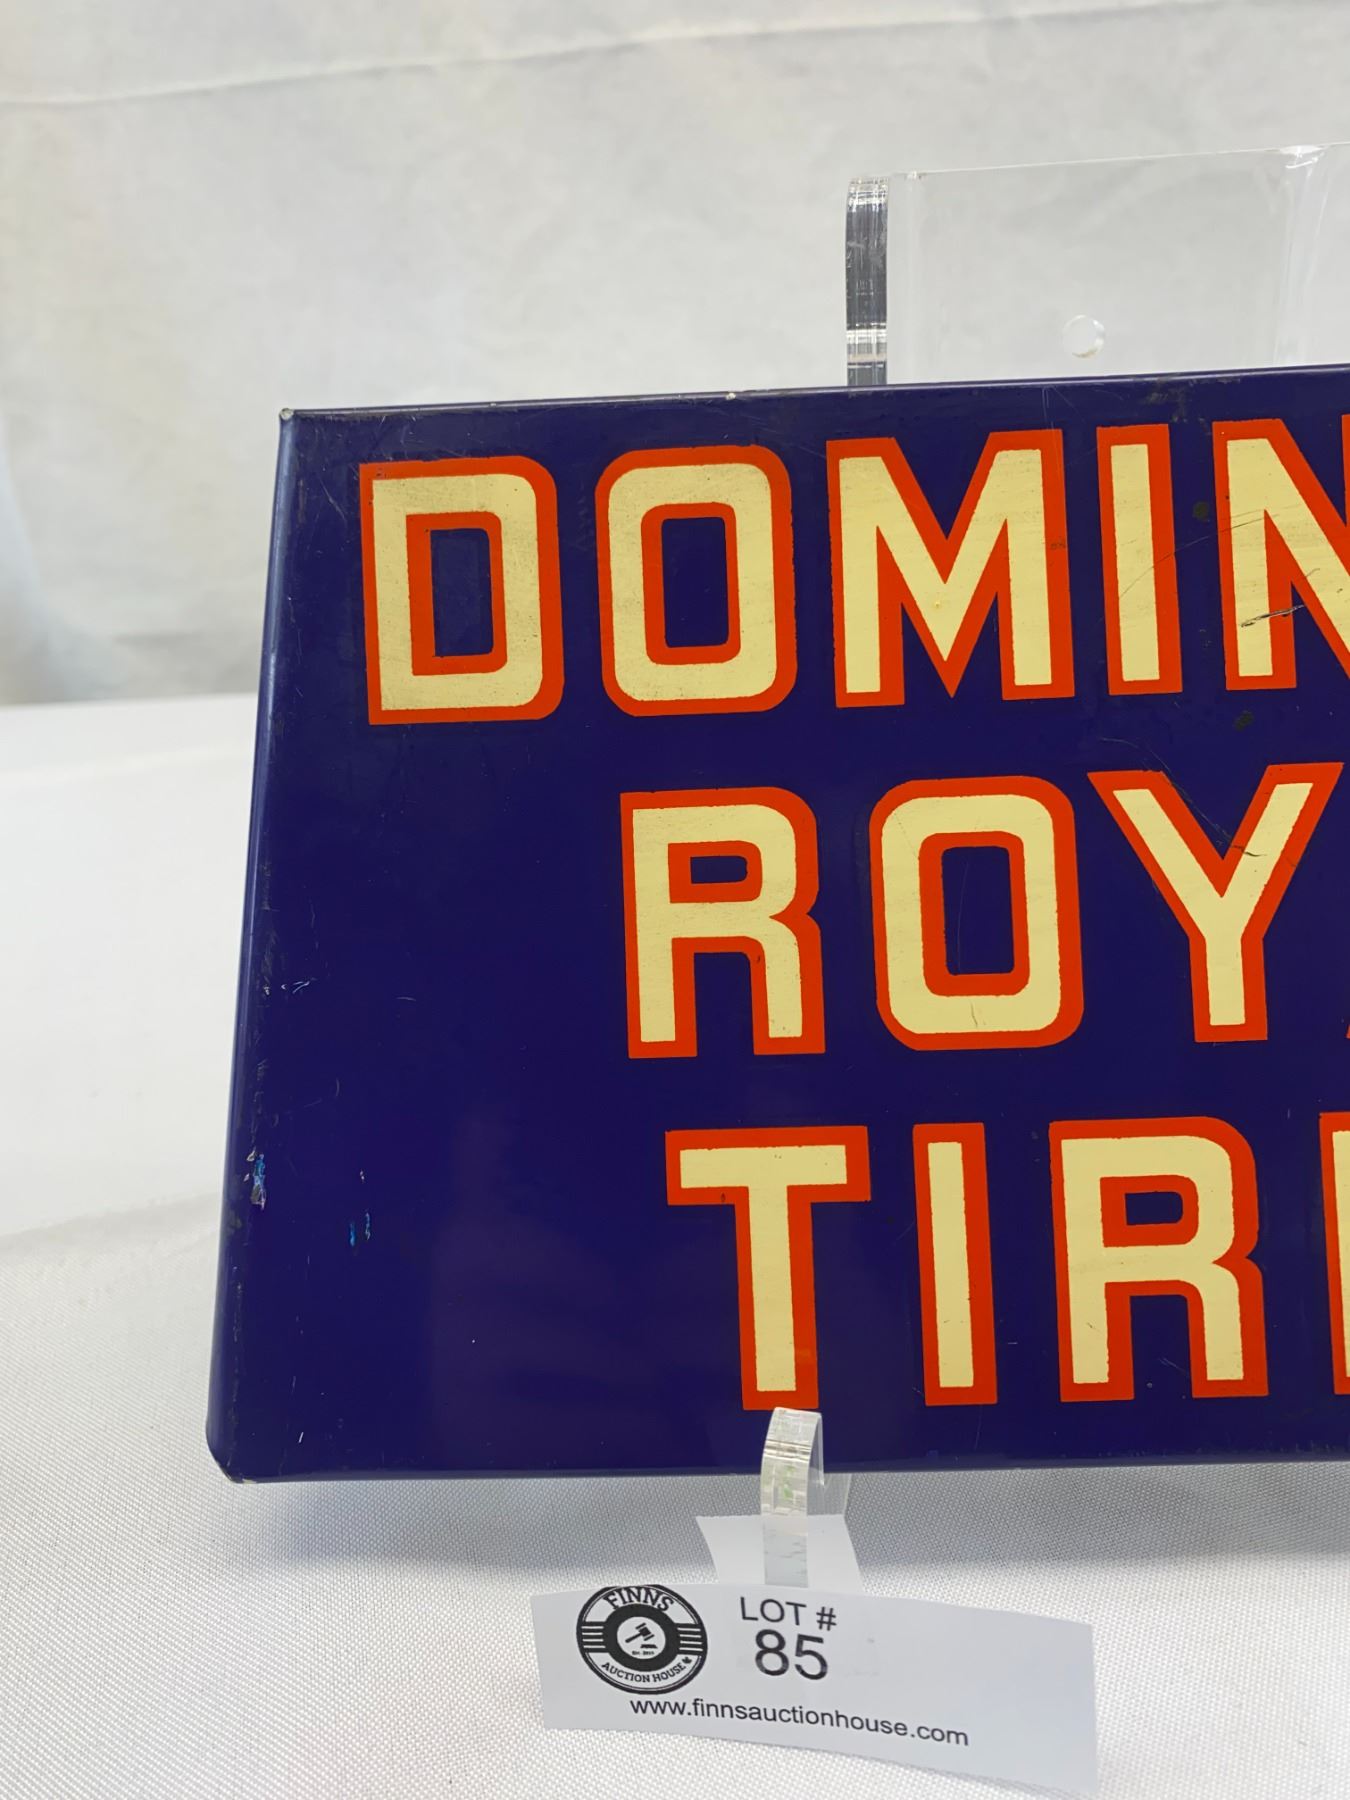 DOMIN
ROY
TIR
FINNS
AUCTION HOUSE
LOT #
85
www.finnsauctionhouse.com